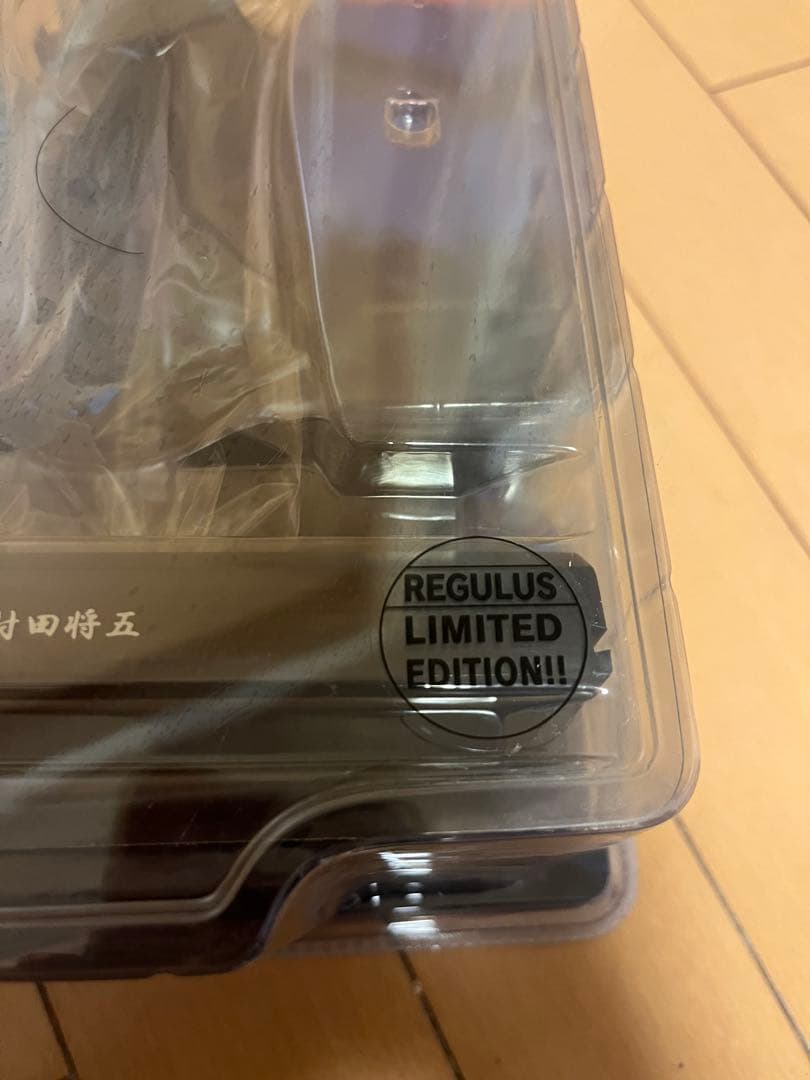 村田将五
REGULUS
LIMITED
EDITION!!